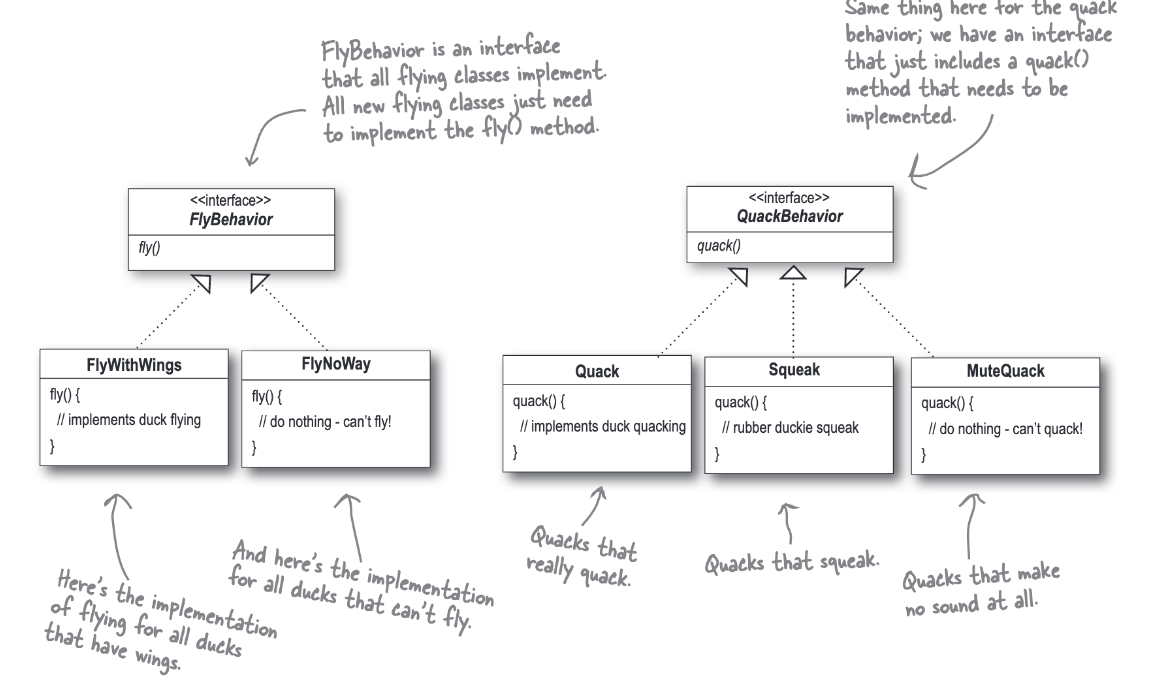 FlyBehavior is an interface
that all flying classes implement.
All new flying classes just need
to implement the fly() method.
Same thing here for the quack
behavior; we have an interface
that just includes a quack()
method that needs to be
implemented.
<<interface>>
FlyBehavior
fly()
<<interface>>
QuackBehavior
quack()
FlyWithWings
fly() {
// implements duck flying
}
FlyNoWay
fly() {
// do nothing - can't fly!
}
Quack
quack() {
// implements duck quacking
}
Squeak
quack() {
// rubber duckie squeak
}
MuteQuack
quack() {
// do nothing - can't quack!
}
Here's the implementation
of flying for all ducks
that have wings.
And here's the implementation
for all ducks that can't fly.
Quacks that
really quack.
Quacks that squeak.
Quacks that make
no sound at all.